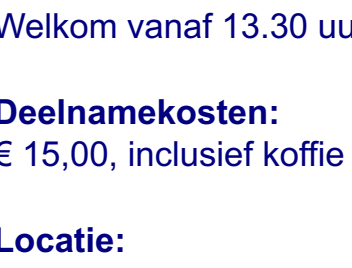 Welkom vanaf 13.30 uu
Deelnamekosten:
€ 15,00, inclusief koffie
Locatie: